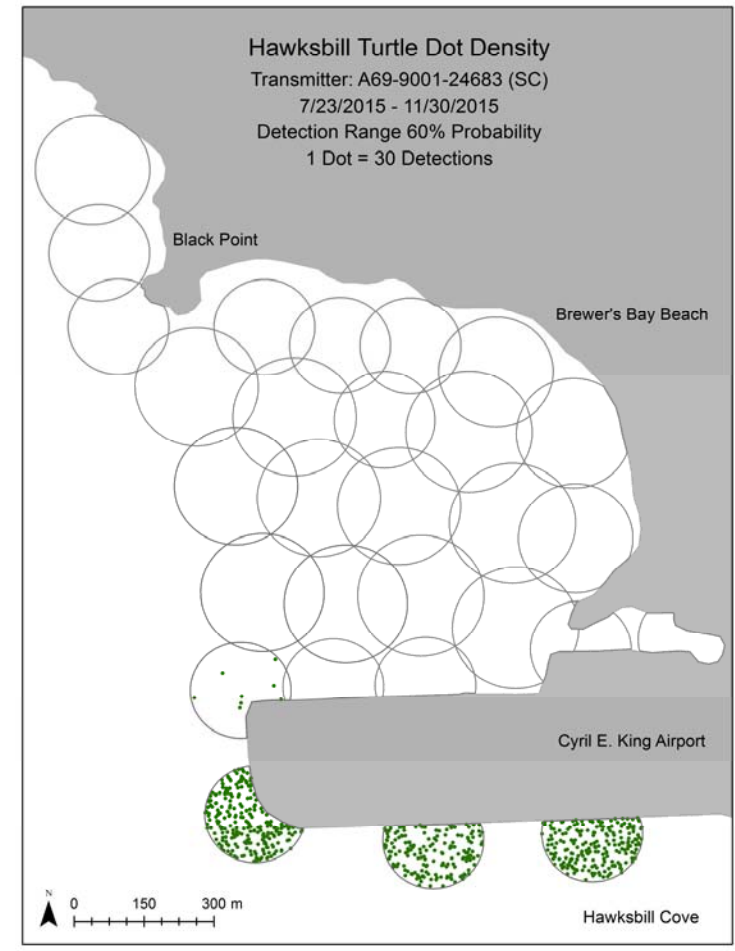 Hawksbill Turtle Dot Density
Transmitter: A69-9001-24683 (SC)
7/23/2015 - 11/30/2015
Detection Range 60% Probability
1 Dot = 30 Detections
Black Point
Brewer's Bay Beach
Cyril E. King Airport
N
0 150 300 m
Hawksbill Cove